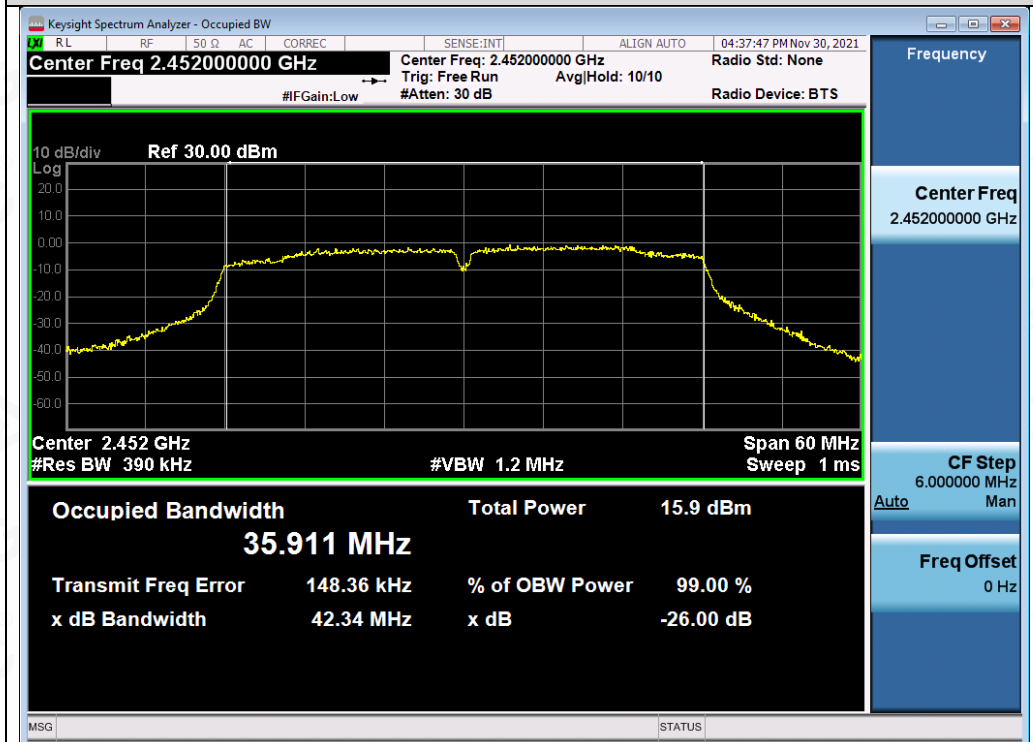 Keysight Spectrum Analyzer - Occupied BW
LXI RL RF 50 Ω AC CORREC SENSE:INT ALIGN AUTO 04:37:47 PM Nov 30, 2021
Center Freq 2.452000000 GHz
Center Freq: 2.452000000 GHz
Radio Std: None
Trig: Free Run Avg|Hold: 10/10
#IFGain:Low
#Atten: 30 dB
Radio Device: BTS
10 dB/div Ref 30.00 dBm
Log
20.0
10.0
0.00
-10.0
-20.0
-30.0
-40.0
-50.0
-60.0
Center 2.452 GHz Span 60 MHz
#Res BW 390 kHz #VBW 1.2 MHz Sweep 1 ms
Occupied Bandwidth Total Power 15.9 dBm
35.911 MHz
Transmit Freq Error 148.36 kHz % of OBW Power 99.00 %
x dB Bandwidth 42.34 MHz x dB -26.00 dB
MSG STATUS
Frequency
Center Freq
2.452000000 GHz
CF Step
6.000000 MHz
Auto Man
Freq Offset
0 Hz